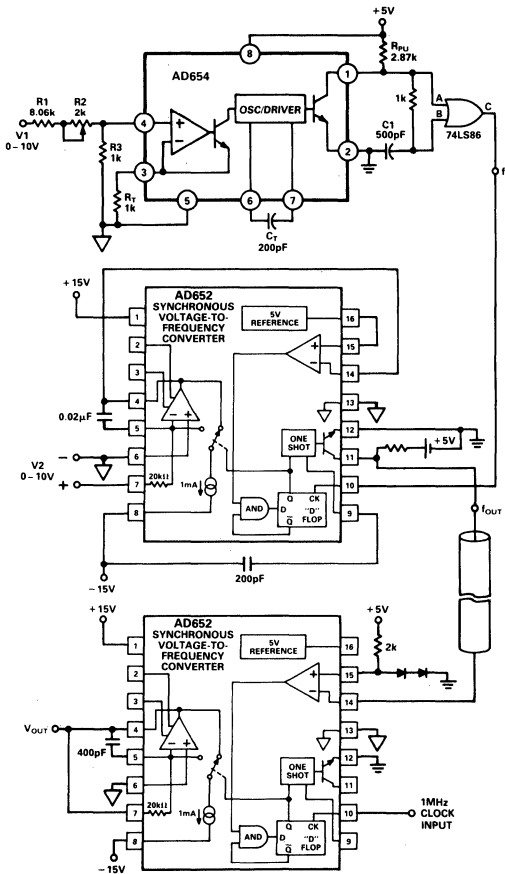 +5V
RPU
2.87k
8
AD654
1
R1
8.06k
R2
2k
OSC/DRIVER
1k
A
B
C
V1
0–10V
4
+
–
R3
1k
C1
500pF
74LS86
3
2
RT
1k
5
6
7
CT
200pF
f
+15V
AD652
SYNCHRONOUS
VOLTAGE-TO-
FREQUENCY
CONVERTER
5V
REFERENCE
1
16
2
+
15
3
–
14
4
13
0.02µF
– +
12
5
ONE
SHOT
+5V
–
6
11
V2
0–10V
20kΩ
1mA
Q CK
10
+
7
AND
D "D"
FLOP
Q
8
9
fOUT
200pF
–15V
+15V
AD652
SYNCHRONOUS
VOLTAGE-TO-
FREQUENCY
CONVERTER
+5V
1
5V
REFERENCE
16
2k
2
+
15
3
–
14
VOUT
4
13
400pF
– +
12
5
ONE
SHOT
6
11
1MHz
CLOCK
INPUT
20kΩ
1mA
Q CK
10
7
AND
D "D"
FLOP
Q
8
9
–15V